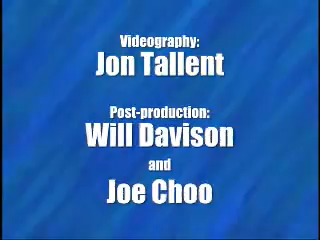 Videography:
Jon Tallent
Post-production:
Will Davison
and
Joe Choo